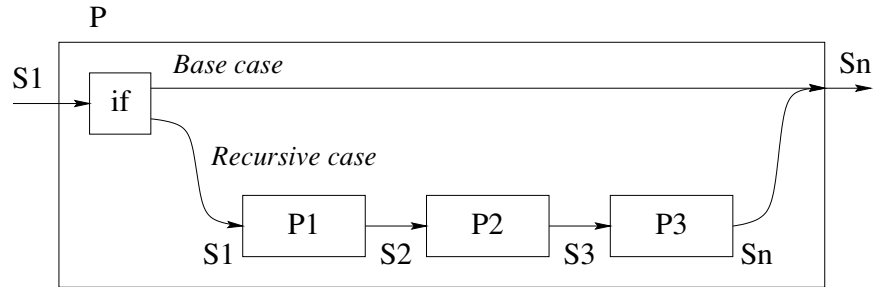 P
S1
Base case
Sn
if
Recursive case
P1
P2
P3
S1
S2
S3
Sn